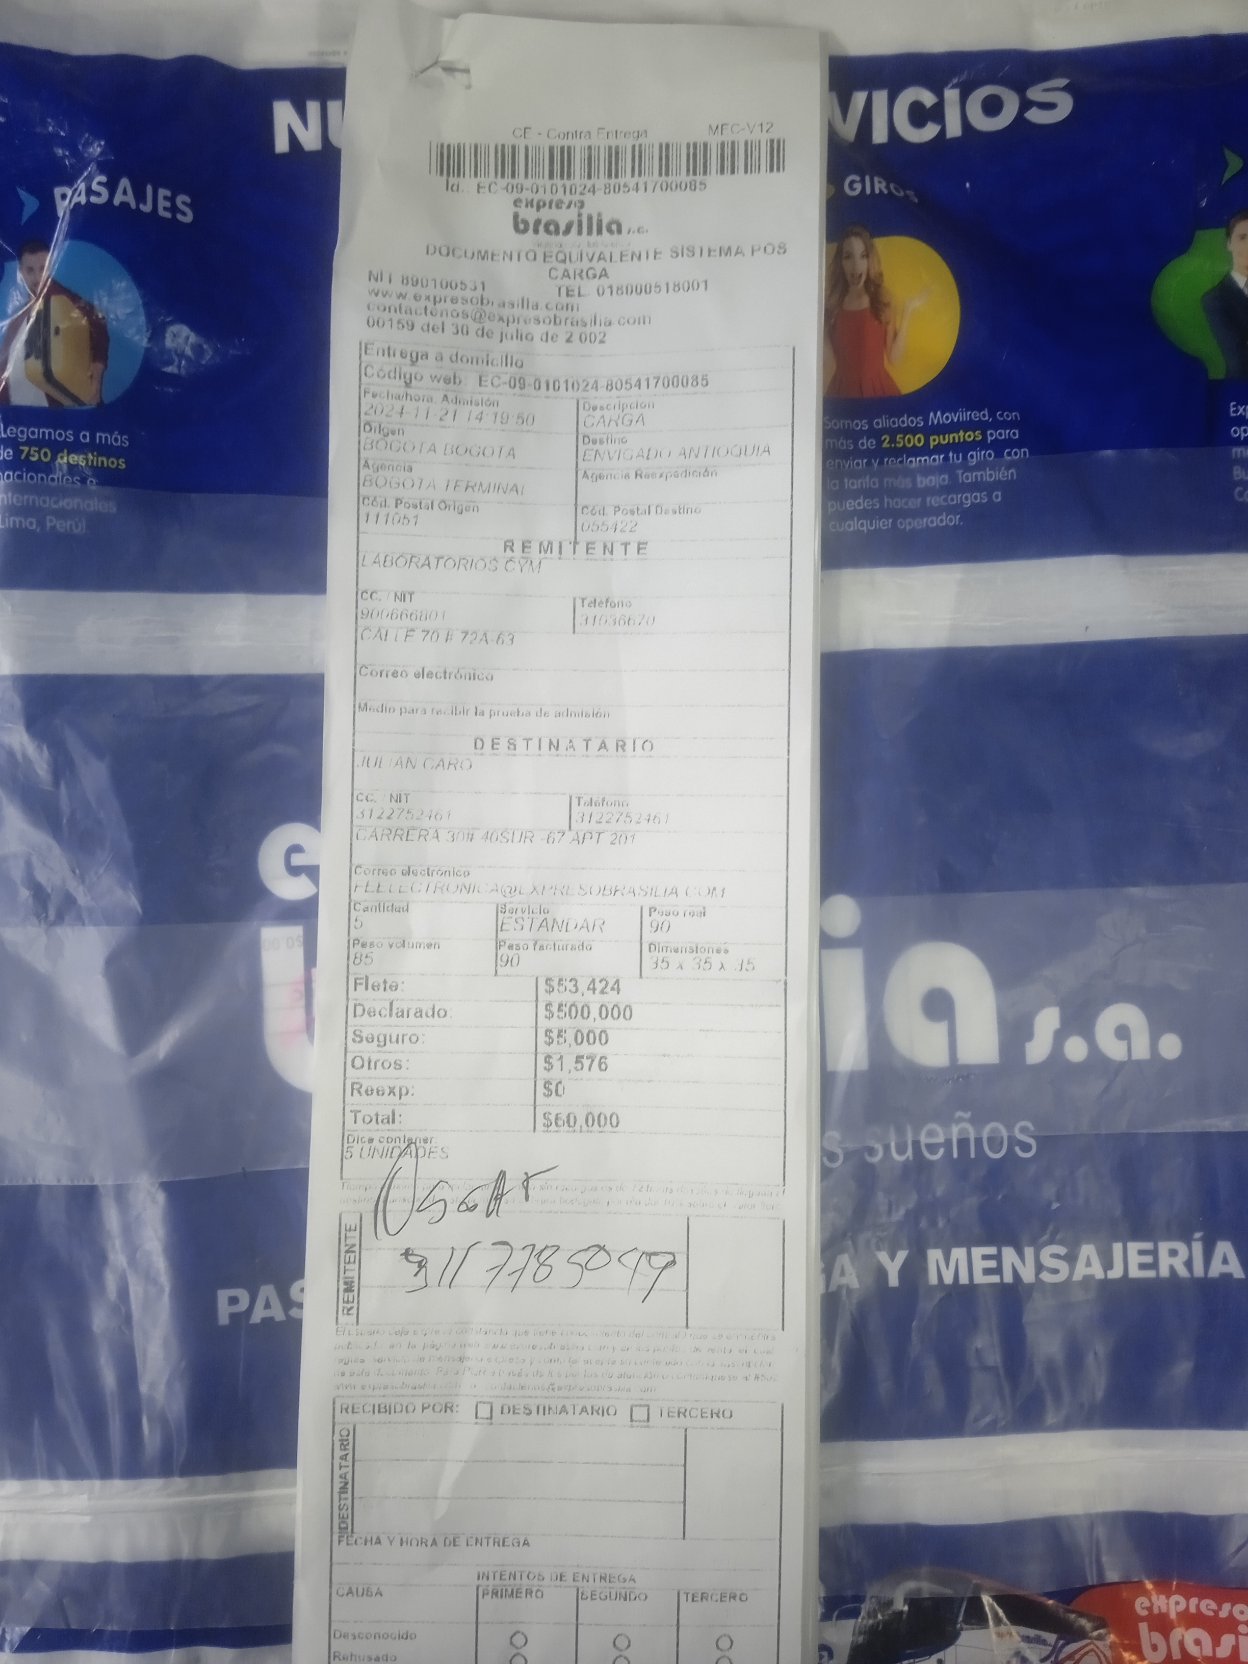 CE - Contra Entrega MFC-V12
Id.: EC-09-0101024-80541700085
expreso
brasilia s.a.
DOCUMENTO EQUIVALENTE SISTEMA POS
CARGA
NIT 890100531 TEL. 018000518001
www.expresobrasilia.com
contactenos@expresobrasilia.com
00159 del 30 de julio de 2 002
Entrega a domicilio
Código web: EC-09-0101024-80541700085
Fecha/hora. Admisión Descripción
2024-11-21 14:19:50 CARGA
Origen Destino
BOGOTA BOGOTA ENVIGADO ANTIOQUIA
Agencia Agencia Reexpedición
BOGOTA TERMINAL
Cód. Postal Origen Cód. Postal Destino
111051 055422
REMITENTE
LABORATORIOS CYM
CC. / NIT Teléfono
900666801 31036670
CALLE 70 # 72A-63
Correo electrónico
Medio para recibir la prueba de admisión
DESTINATARIO
JULIAN CARO
CC. / NIT Teléfono
3122752461 3122752461
CARRERA 30# 40SUR -67 APT 201
Correo electrónico
FELECTRONICA@EXPRESOBRASILIA.COM
Cantidad Servicio Peso real
5 ESTANDAR 90
Peso volumen Peso facturado Dimensiones
85 90 35 x 35 x 35
Flete: $53,424
Declarado: $500,000
Seguro: $5,000
Otros: $1,576
Reexp: $0
Total: $60,000
Dice contener:
5 UNIDADES
REMITENTE
3117785049
RECIBIDO POR: DESTINATARIO TERCERO
DESTINATARIO
FECHA Y HORA DE ENTREGA
INTENTOS DE ENTREGA
CAUSA PRIMERO SEGUNDO TERCERO
Desconocido
Rehusado
NU VICIOS
PASAJES
Llegamos a más
de 750 destinos
nacionales e
internacionales
Lima, Perú
GIROS
Somos aliados Moviired, con
más de 2.500 puntos para
enviar y reclamar tu giro con
la tarifa más baja. También
puedes hacer recargas a
cualquier operador.
ia s.a.
s sueños
PAS
A Y MENSAJERÍA
expreso
brasi